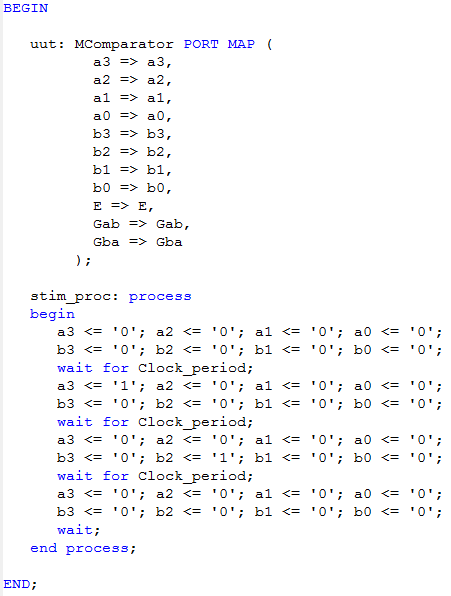 BEGIN
uut: MComparator PORT MAP (
a3 => a3,
a2 => a2,
a1 => a1,
a0 => a0,
b3 => b3,
b2 => b2,
b1 => b1,
b0 => b0,
E => E,
Gab => Gab,
Gba => Gba
);
stim_proc: process
begin
a3 <= '0'; a2 <= '0'; a1 <= '0'; a0 <= '0';
b3 <= '0'; b2 <= '0'; b1 <= '0'; b0 <= '0';
wait for Clock_period;
a3 <= '1'; a2 <= '0'; a1 <= '0'; a0 <= '0';
b3 <= '0'; b2 <= '0'; b1 <= '0'; b0 <= '0';
wait for Clock_period;
a3 <= '0'; a2 <= '0'; a1 <= '0'; a0 <= '0';
b3 <= '0'; b2 <= '1'; b1 <= '0'; b0 <= '0';
wait for Clock_period;
a3 <= '0'; a2 <= '0'; a1 <= '0'; a0 <= '0';
b3 <= '0'; b2 <= '0'; b1 <= '0'; b0 <= '0';
wait;
end process;
END;